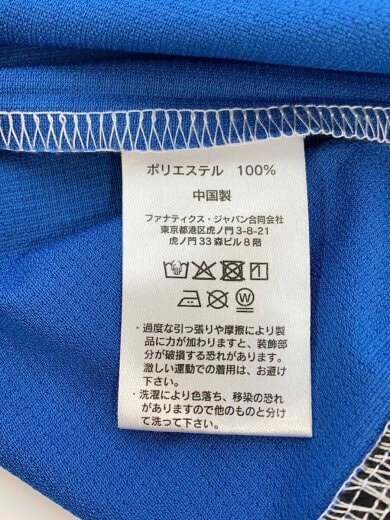 ポリエステル 100%
中国製
ファナティクス・ジャパン合同会社
東京都港区虎ノ門3-8-21
虎ノ門33森ビル8階
W
・過度な引っ張りや摩擦により製
品に力が加わりますと、装飾部
分が破損する恐れがあります。
激しい運動での着用は、お避け
下さい。
・洗濯により色落ち、移染の恐れ
がありますので他のものと分け
て洗って下さい。